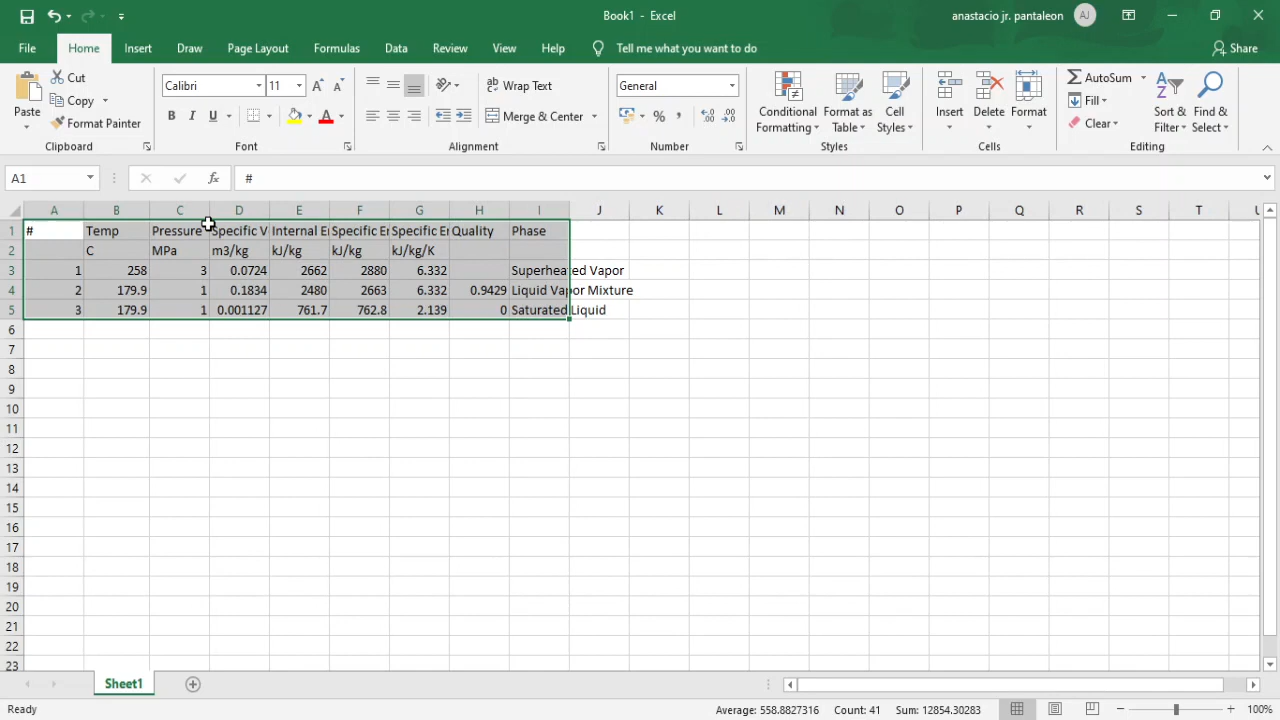 Book1 - Excel
anastacio jr. pantaleon
AJ
File Home Insert Draw Page Layout Formulas Data Review View Help Tell me what you want to do Share
Paste
Cut
Copy
Format Painter
Clipboard
Calibri 11
B I U
Font
Wrap Text
Merge & Center
Alignment
General
%
Number
Conditional Formatting
Format as Table
Cell Styles
Styles
Insert Delete Format
Cells
AutoSum
Fill
Clear
Sort & Filter
Find & Select
Editing
A1 fx #
A B C D E F G H I J K L M N O P Q R S T U
1 # Temp Pressure Specific V Internal E Specific E Specific E Quality Phase
2 C MPa m3/kg kJ/kg kJ/kg kJ/kg/K
3 1 258 3 0.0724 2662 2880 6.332 Superheated Vapor
4 2 179.9 1 0.1834 2480 2663 6.332 0.9429 Liquid Vapor Mixture
5 3 179.9 1 0.001127 761.7 762.8 2.139 0 Saturated Liquid
6
7
8
9
10
11
12
13
14
15
16
17
18
19
20
21
22
23
Sheet1
Ready Average: 558.8827316 Count: 41 Sum: 12854.30283 100%